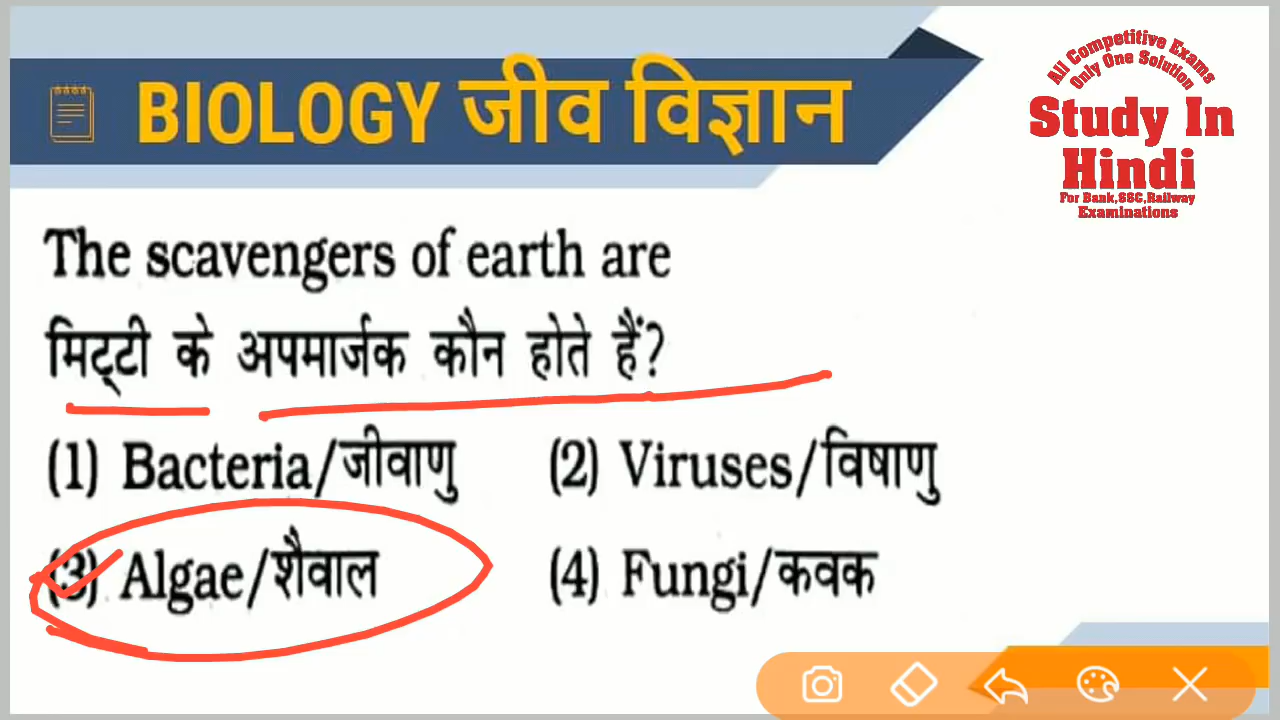 All Competitive Exams
Only One Solution
Study In
Hindi
For Bank,SSC,Railway
Examinations
BIOLOGY जीव विज्ञान
The scavengers of earth are
मिट्टी के अपमार्जक कौन होते हैं?
(1) Bacteria/जीवाणु (2) Viruses/विषाणु
(3) Algae/शैवाल (4) Fungi/कवक